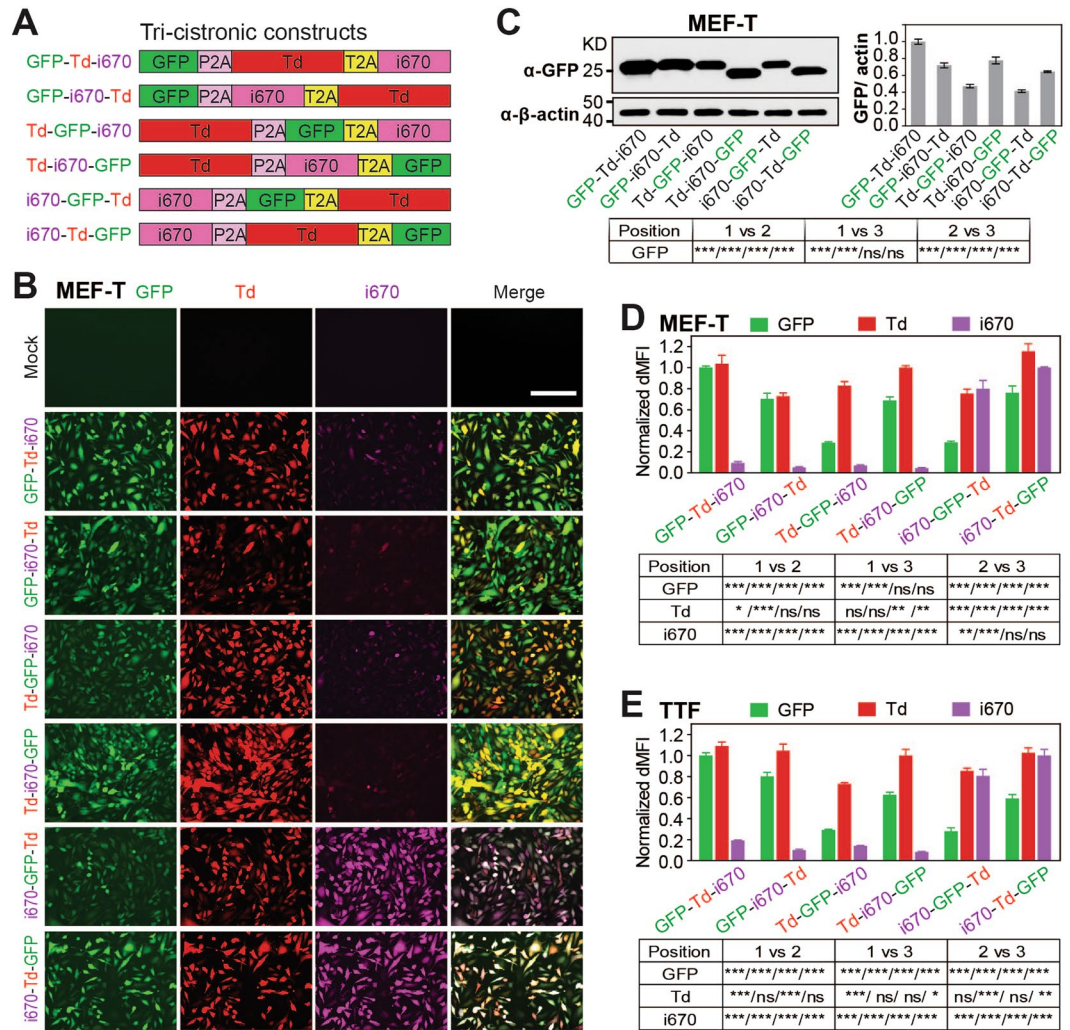 A
Tri-cistronic constructs
GFP-Td-i670 GFP P2A Td T2A i670
GFP-i670-Td GFP P2A i670 T2A Td
Td-GFP-i670 Td P2A GFP T2A i670
Td-i670-GFP Td P2A i670 T2A GFP
i670-GFP-Td i670 P2A GFP T2A Td
i670-Td-GFP i670 P2A Td T2A GFP
B
MEF-T GFP Td i670 Merge
Mock
GFP-Td-i670
GFP-i670-Td
Td-GFP-i670
Td-i670-GFP
i670-GFP-Td
i670-Td-GFP
C
MEF-T
KD
α-GFP 25
α-β-actin 50
40
GFP-Td-i670
GFP-i670-Td
Td-GFP-i670
Td-i670-GFP
i670-GFP-Td
i670-Td-GFP
GFP/ actin
1.0
0.8
0.6
0.4
0.2
0.0
GFP-Td-i670
GFP-i670-Td
Td-GFP-i670
Td-i670-GFP
i670-GFP-Td
i670-Td-GFP
Position 1 vs 2 1 vs 3 2 vs 3
GFP ***/***/***/*** ***/***/ns/ns ***/***/***/***
D
MEF-T GFP Td i670
Normalized dMFI
1.2
1.0
0.8
0.6
0.4
0.2
0.0
GFP-Td-i670
GFP-i670-Td
Td-GFP-i670
Td-i670-GFP
i670-GFP-Td
i670-Td-GFP
Position 1 vs 2 1 vs 3 2 vs 3
GFP ***/***/***/*** ***/***/ns/ns ***/***/***/***
Td * /***/ns/ns ns/ns/** /** ***/***/***/***
i670 ***/***/***/*** ***/***/***/*** **/***/ns/ns
E
TTF GFP Td i670
Normalized dMFI
1.2
1.0
0.8
0.6
0.4
0.2
0.0
GFP-Td-i670
GFP-i670-Td
Td-GFP-i670
Td-i670-GFP
i670-GFP-Td
i670-Td-GFP
Position 1 vs 2 1 vs 3 2 vs 3
GFP ***/***/***/*** ***/***/***/*** ***/***/***/***
Td ***/ns/***/ns ***/ ns/ ns/ * ns/***/ ns/ **
i670 ***/***/***/*** ***/***/***/*** ***/***/***/***